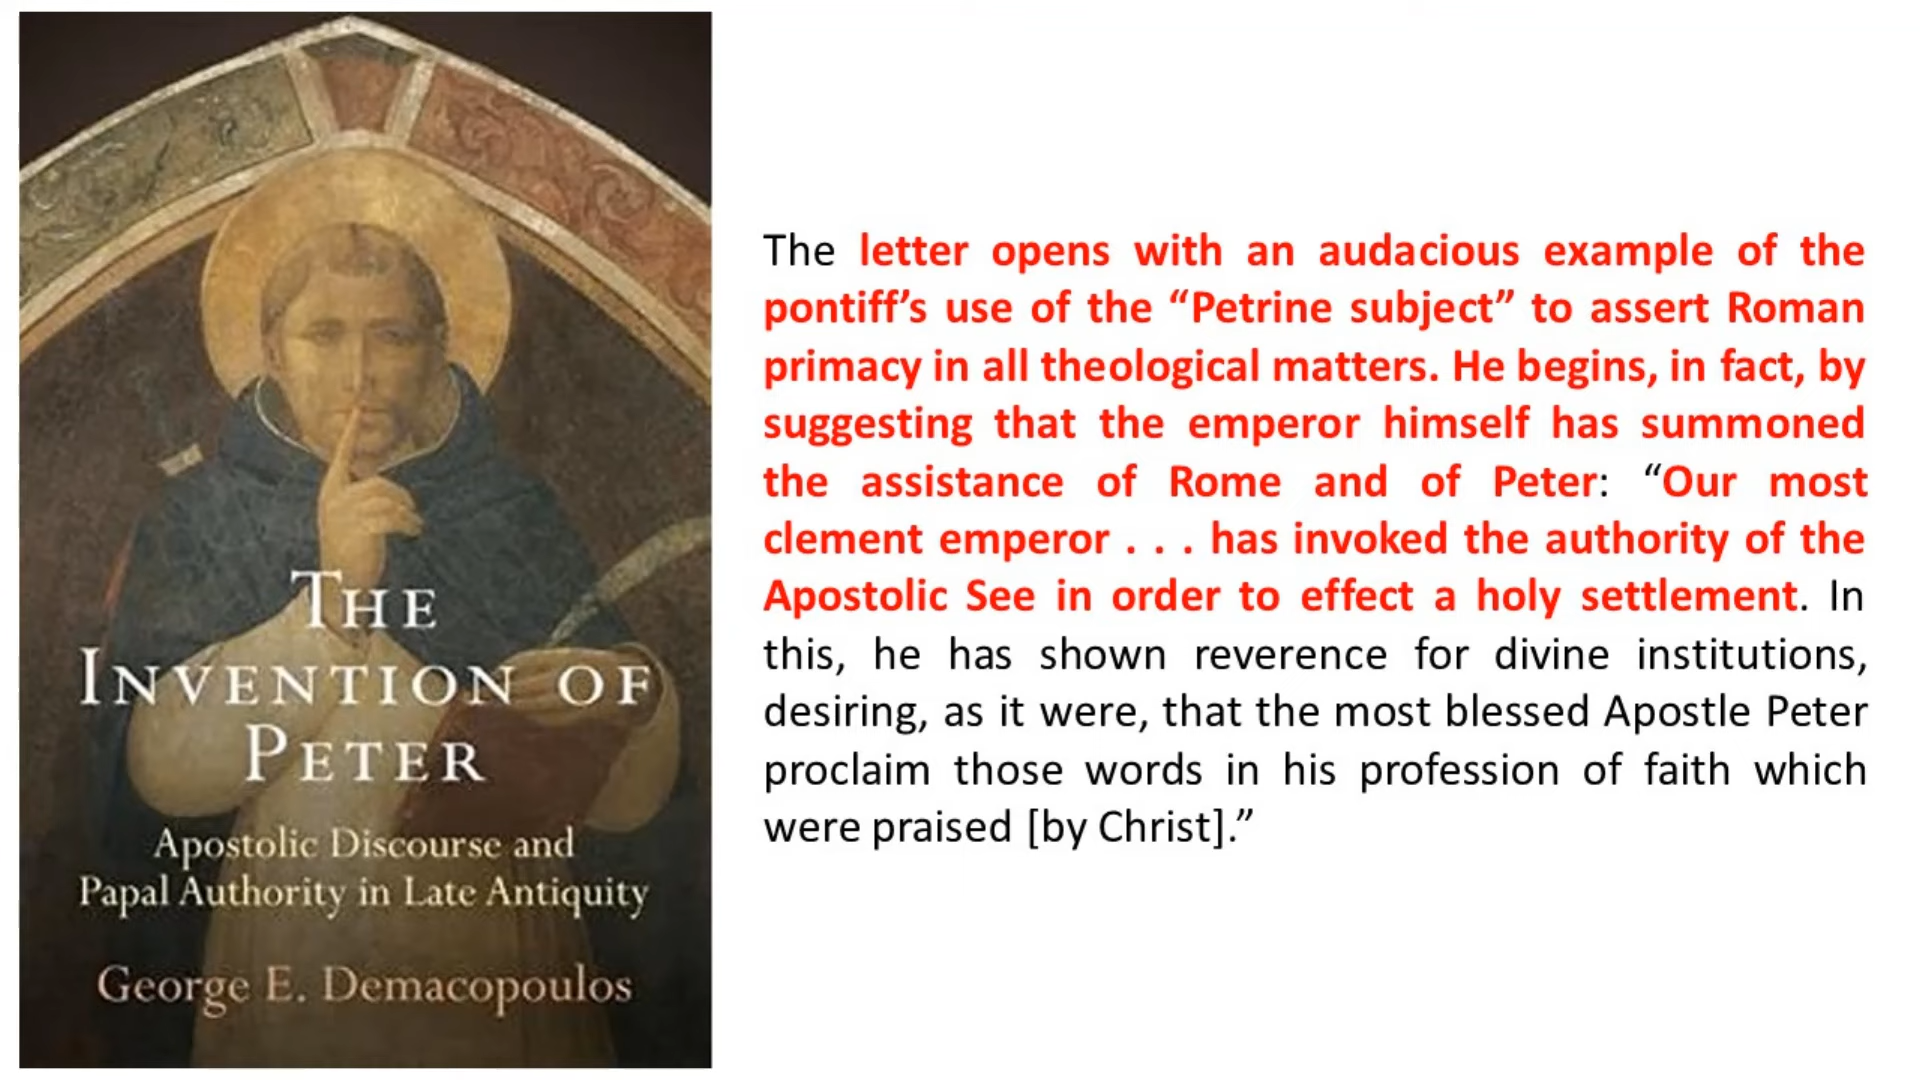 THE
INVENTION OF
PETER
Apostolic Discourse and
Papal Authority in Late Antiquity
George E. Demacopoulos
The letter opens with an audacious example of the
pontiff’s use of the “Petrine subject” to assert Roman
primacy in all theological matters. He begins, in fact, by
suggesting that the emperor himself has summoned
the assistance of Rome and of Peter: “Our most
clement emperor . . . has invoked the authority of the
Apostolic See in order to effect a holy settlement. In
this, he has shown reverence for divine institutions,
desiring, as it were, that the most blessed Apostle Peter
proclaim those words in his profession of faith which
were praised [by Christ].”